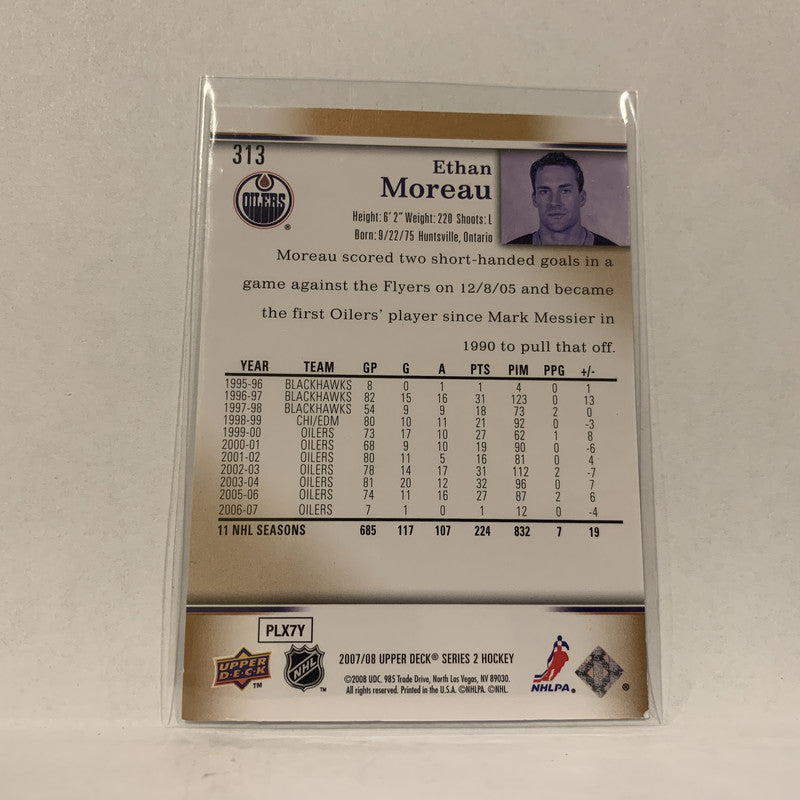 313
OILERS
Ethan
Moreau
Height: 6' 2" Weight: 220 Shoots: L
Born: 9/22/75 Huntsville, Ontario
Moreau scored two short-handed goals in a
game against the Flyers on 12/8/05 and became
the first Oilers' player since Mark Messier in
1990 to pull that off.
YEAR TEAM GP G A PTS PIM PPG +/-
1995-96 BLACKHAWKS 8 0 1 1 4 0 1
1996-97 BLACKHAWKS 82 15 16 31 123 0 13
1997-98 BLACKHAWKS 54 9 9 18 73 2 0
1998-99 CHI/EDM 80 10 11 21 92 0 -3
1999-00 OILERS 73 17 10 27 62 1 8
2000-01 OILERS 68 9 10 19 90 0 -6
2001-02 OILERS 80 11 5 16 81 0 4
2002-03 OILERS 78 14 17 31 112 2 -7
2003-04 OILERS 81 20 12 32 96 0 7
2005-06 OILERS 74 11 16 27 87 2 6
2006-07 OILERS 7 1 0 1 12 0 -4
11 NHL SEASONS 685 117 107 224 832 7 19
PLX7Y
UPPER
D·E·C·K
™
NHL
™
2007/08 UPPER DECK® SERIES 2 HOCKEY
©2008 UDC. 985 Trade Drive, North Las Vegas, NV 89030.
All rights reserved. Printed in the U.S.A. ©NHLPA. ©NHL.
NHLPA®
®